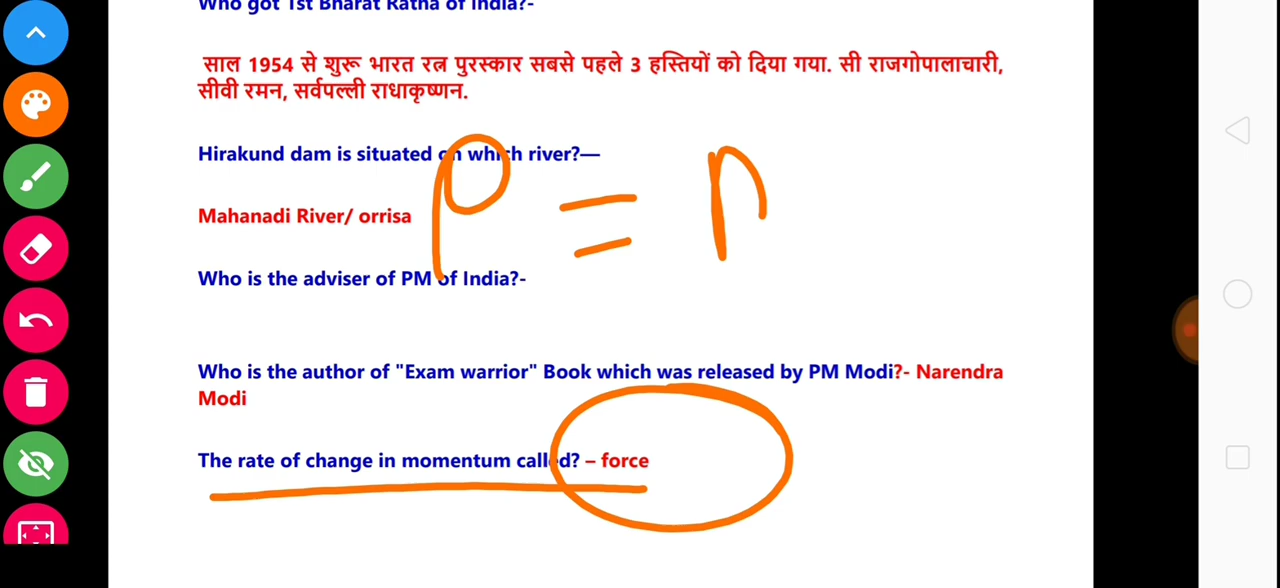 Who got 1st Bharat Ratna of India?-
साल 1954 से शुरू भारत रत्न पुरस्कार सबसे पहले 3 हस्तियों को दिया गया. सी राजगोपालाचारी,
सीवी रमन, सर्वपल्ली राधाकृष्णन.
Hirakund dam is situated on which river?—
Mahanadi River/ orrisa
P =
Who is the adviser of PM of India?-
Who is the author of "Exam warrior" Book which was released by PM Modi?- Narendra
Modi
The rate of change in momentum called? – force